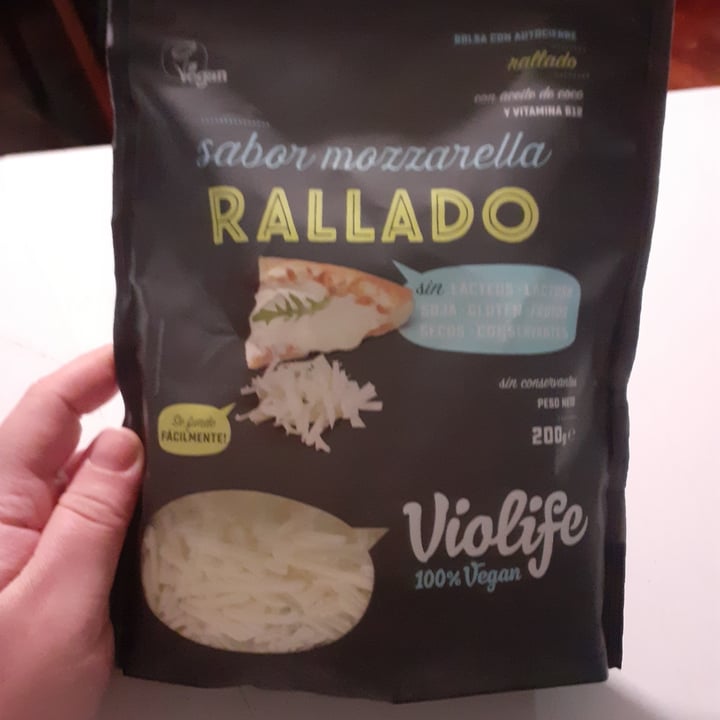 Vegan
BOLSA CON AUTOCIERRE
rallado
con aceite de coco
Y VITAMINA B12
sabor mozzarella
RALLADO
sin LÁCTEOS · LACTOSA
SOJA · GLUTEN · FRUTOS
SECOS · CONSERVANTES
sin conservantes
PESO NETO
200g e
Se funde
FÁCILMENTE!
Violife
100% Vegan